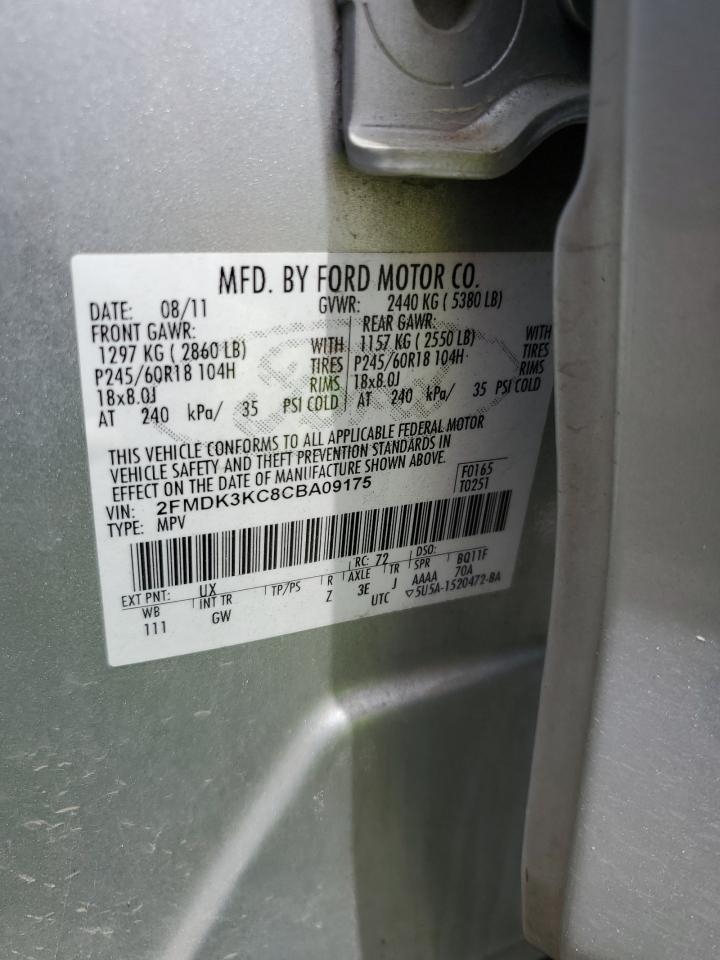 MFD. BY FORD MOTOR CO.
DATE: 08/11 GVWR: 2440 KG ( 5380 LB)
FRONT GAWR: REAR GAWR:
1297 KG ( 2860 LB) WITH 1157 KG ( 2550 LB) WITH
P245/60R18 104H TIRES P245/60R18 104H TIRES
18x8.0J RIMS 18x8.0J RIMS
AT 240 kPa/ 35 PSI COLD AT 240 kPa/ 35 PSI COLD
THIS VEHICLE CONFORMS TO ALL APPLICABLE FEDERAL MOTOR
VEHICLE SAFETY AND THEFT PREVENTION STANDARDS IN
EFFECT ON THE DATE OF MANUFACTURE SHOWN ABOVE.
VIN: 2FMDK3KC8CBA09175 F0165
TYPE: MPV T0251
EXT PNT: UX RC: 72 DSO:
WB INT TR TP/PS R AXLE TR SPR BQ11F
111 GW Z 3E J AAAA 70A
UTC ▽5U5A-1520472-BA